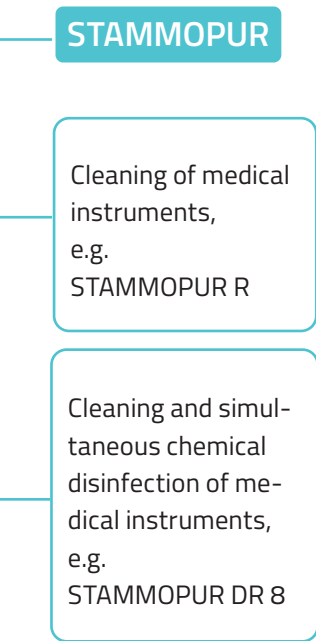 STAMMOPUR
Cleaning of medical
instruments,
e.g.
STAMMOPUR R
Cleaning and simul-
taneous chemical
disinfection of me-
dical instruments,
e.g.
STAMMOPUR DR 8